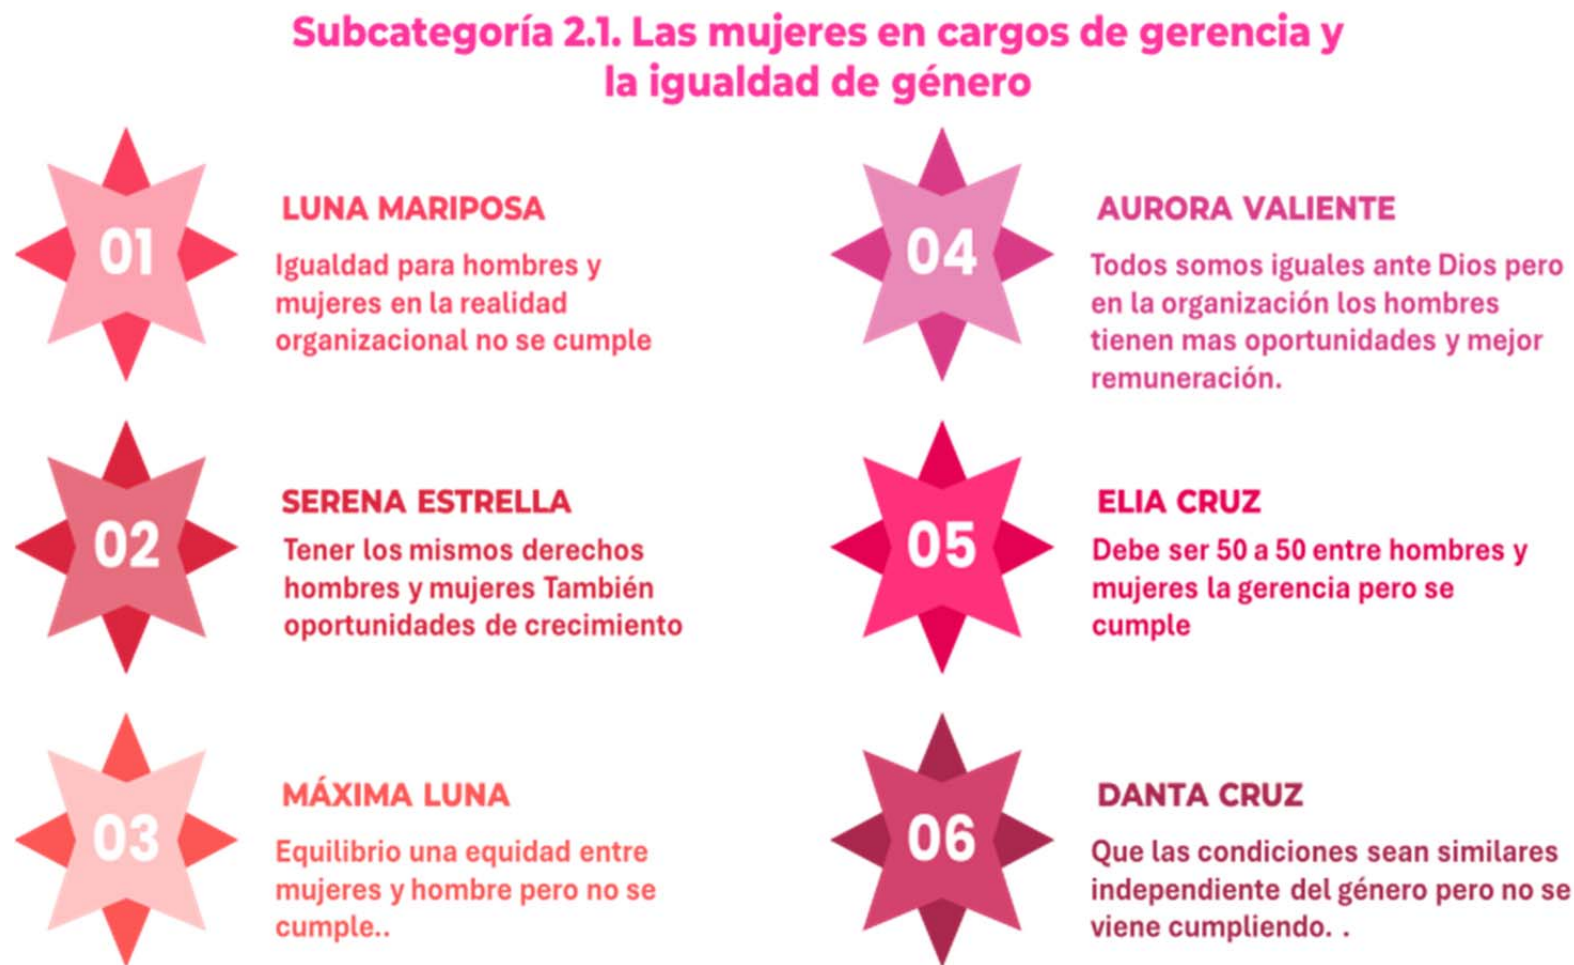 Subcategoría 2.1. Las mujeres en cargos de gerencia y
la igualdad de género
01
LUNA MARIPOSA
Igualdad para hombres y
mujeres en la realidad
organizacional no se cumple
02
SERENA ESTRELLA
Tener los mismos derechos
hombres y mujeres También
oportunidades de crecimiento
03
MÁXIMA LUNA
Equilibrio una equidad entre
mujeres y hombre pero no se
cumple..
04
AURORA VALIENTE
Todos somos iguales ante Dios pero
en la organización los hombres
tienen mas oportunidades y mejor
remuneración.
05
ELIA CRUZ
Debe ser 50 a 50 entre hombres y
mujeres la gerencia pero se
cumple
06
DANTA CRUZ
Que las condiciones sean similares
independiente del género pero no se
viene cumpliendo. .